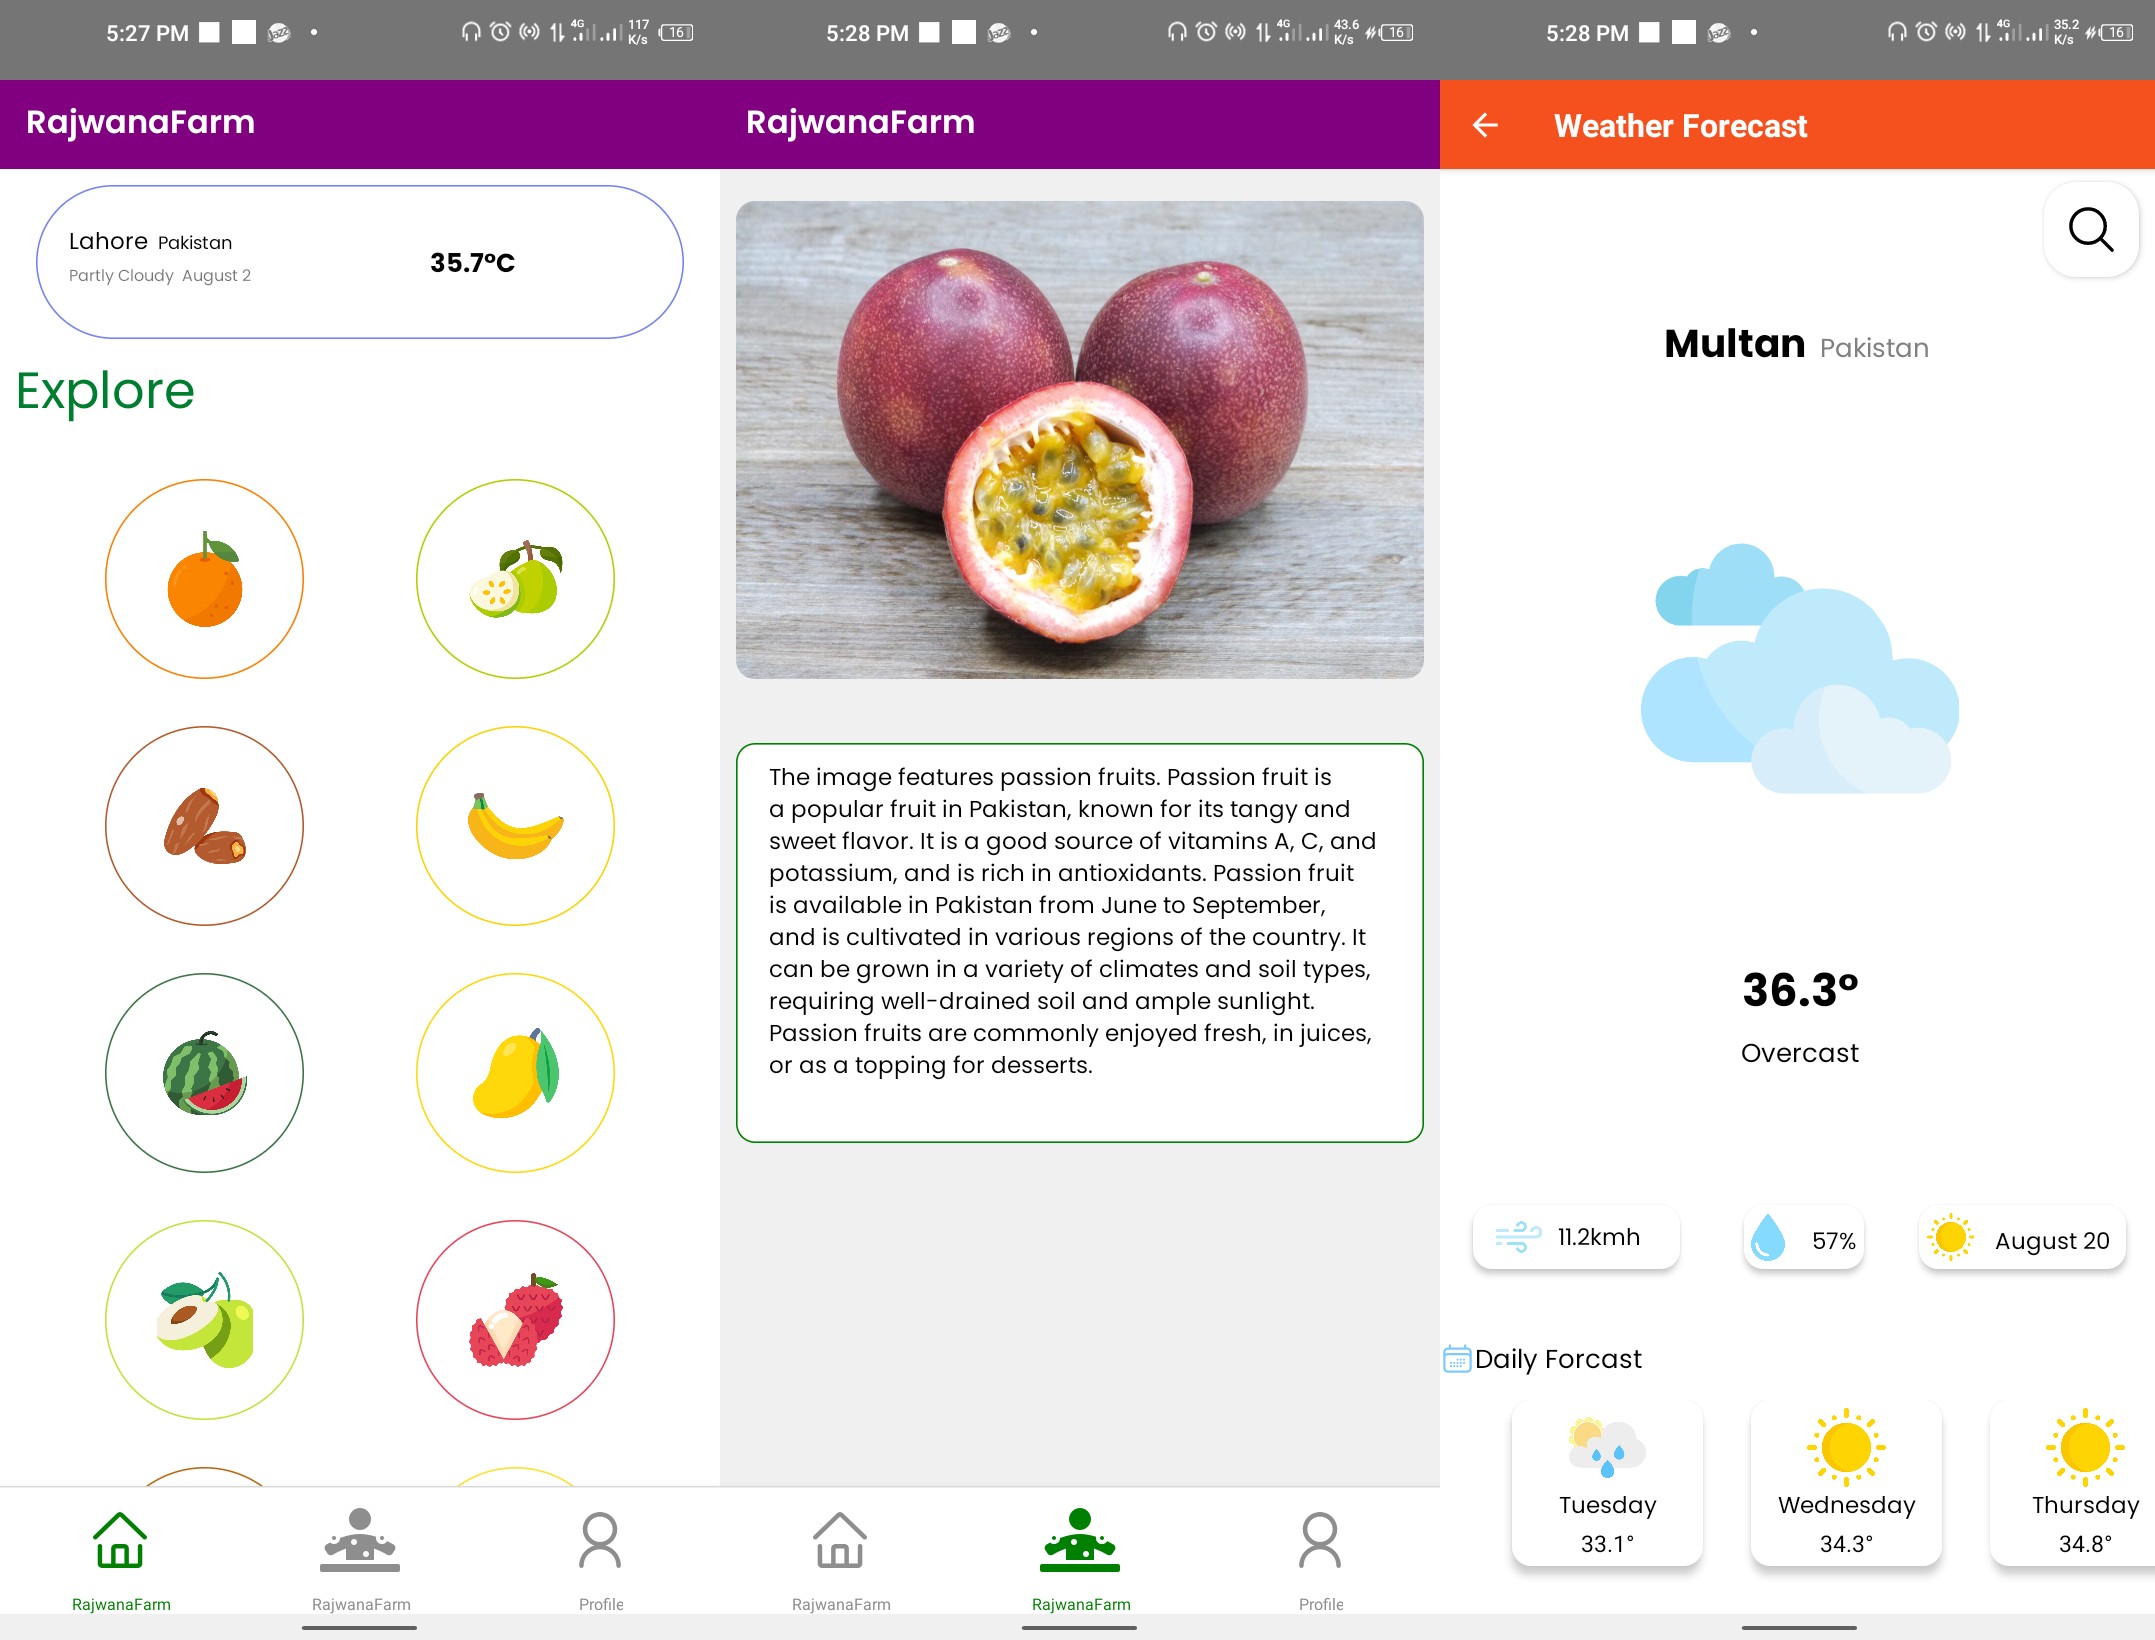 5:27 PM
4G
117
K/s
16
RajwanaFarm
Lahore Pakistan
Partly Cloudy August 2
35.7°C
Explore
RajwanaFarm
RajwanaFarm
Profile
5:28 PM
Jazz
4G
43.6
K/s
16
RajwanaFarm
The image features passion fruits. Passion fruit is
a popular fruit in Pakistan, known for its tangy and
sweet flavor. It is a good source of vitamins A, C, and
potassium, and is rich in antioxidants. Passion fruit
is available in Pakistan from June to September,
and is cultivated in various regions of the country. It
can be grown in a variety of climates and soil types,
requiring well-drained soil and ample sunlight.
Passion fruits are commonly enjoyed fresh, in juices,
or as a topping for desserts.
RajwanaFarm
RajwanaFarm
Profile
5:28 PM
Jazz
4G
35.2
K/s
16
Weather Forecast
Multan Pakistan
36.3°
Overcast
11.2kmh
57%
August 20
Daily Forcast
Tuesday
33.1°
Wednesday
34.3°
Thursday
34.8°